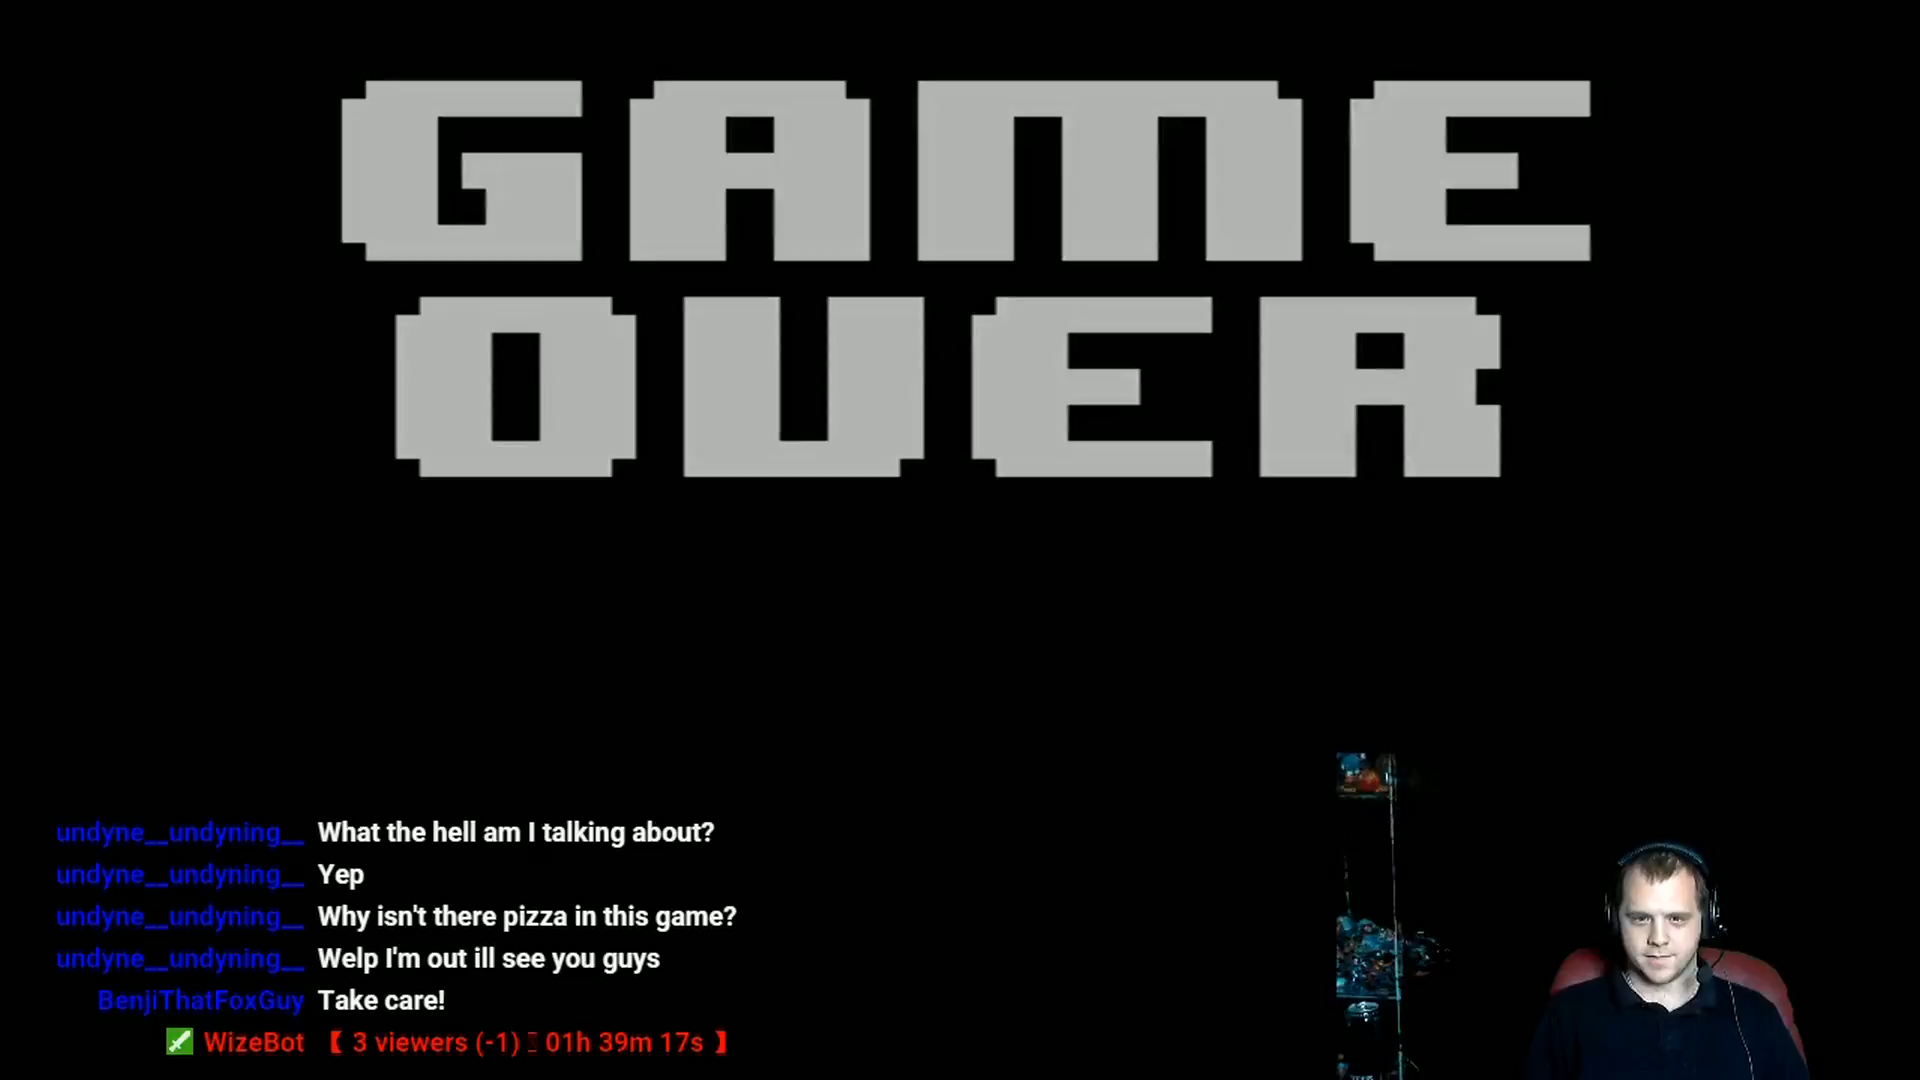 GAME
OVER
undyne__undyning__ What the hell am I talking about?
undyne__undyning__ Yep
undyne__undyning__ Why isn't there pizza in this game?
undyne__undyning__ Welp I'm out ill see you guys
BenjiThatFoxGuy Take care!
WizeBot 【 3 viewers (-1) 01h 39m 17s 】